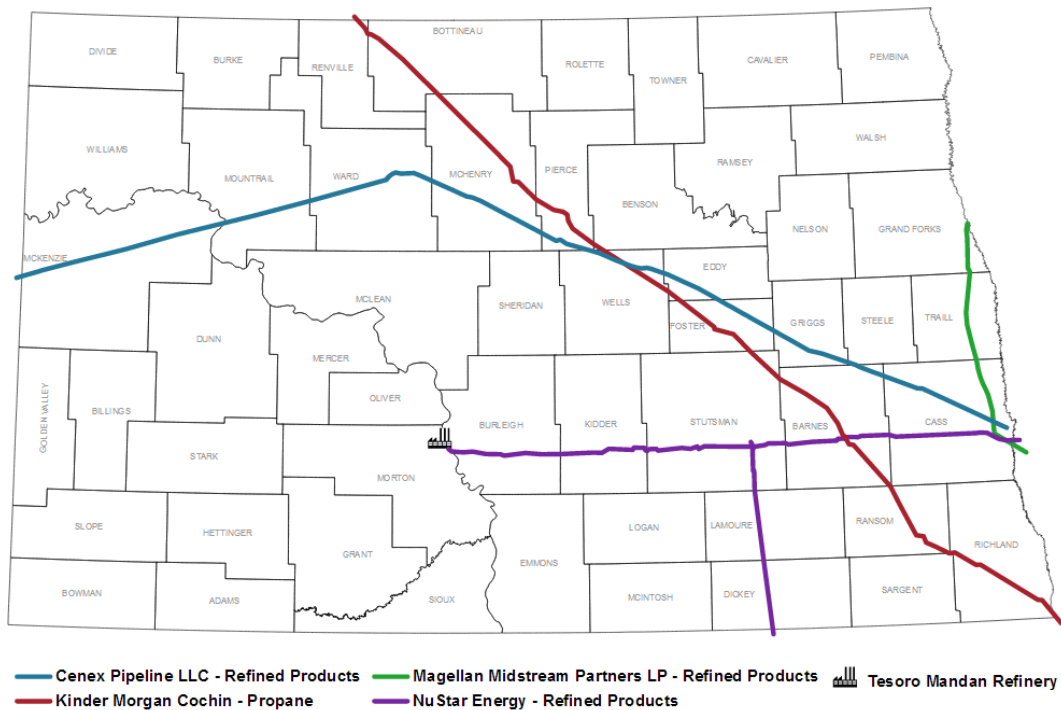 DIVIDE
BURKE
RENVILLE
BOTTINEAU
ROLETTE
TOWNER
CAVALIER
PEMBINA
WILLIAMS
MOUNTRAIL
WARD
MCHENRY
PIERCE
BENSON
RAMSEY
WALSH
NELSON
GRAND FORKS
MCKENZIE
MCLEAN
SHERIDAN
WELLS
EDDY
FOSTER
GRIGGS
STEELE
TRAILL
DUNN
MERCER
OLIVER
GOLDEN VALLEY
BILLINGS
STARK
MORTON
BURLEIGH
KIDDER
STUTSMAN
BARNES
CASS
SLOPE
HETTINGER
GRANT
EMMONS
LOGAN
LAMOURE
RANSOM
RICHLAND
BOWMAN
ADAMS
SIOUX
MCINTOSH
DICKEY
SARGENT
Cenex Pipeline LLC - Refined Products
Magellan Midstream Partners LP - Refined Products
Tesoro Mandan Refinery
Kinder Morgan Cochin - Propane
NuStar Energy - Refined Products